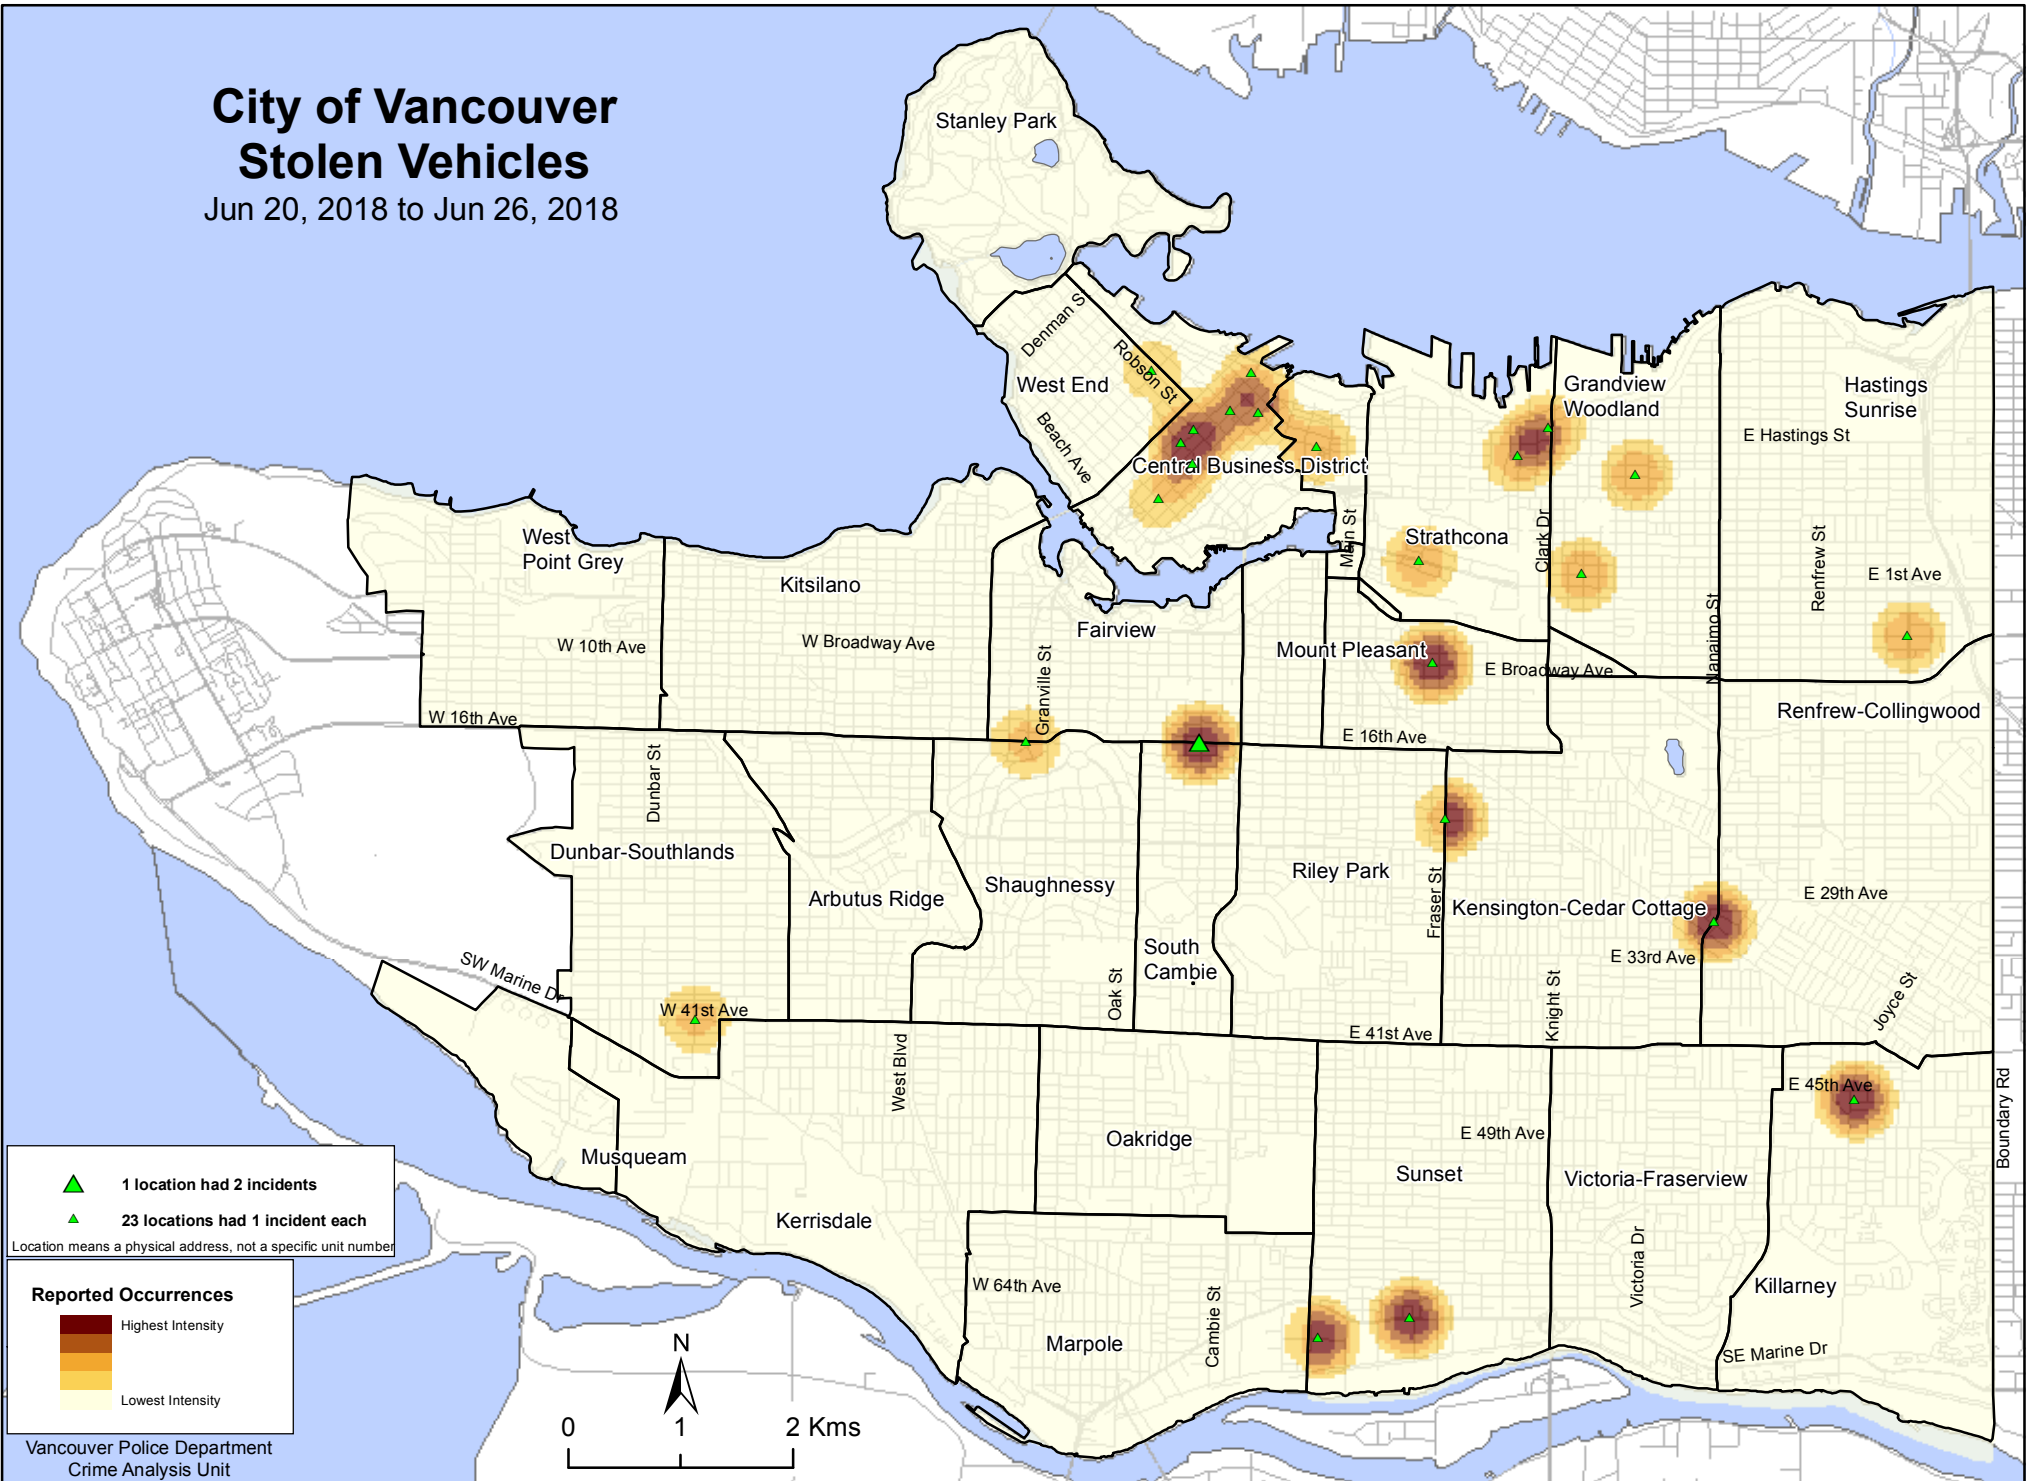 City of Vancouver
Stolen Vehicles
Jun 20, 2018 to Jun 26, 2018
Stanley Park
Denman St
Robson St
West End
Beach Ave
Central Business District
Grandview
Woodland
Hastings
Sunrise
E Hastings St
Main St
Strathcona
Clark Dr
Renfrew St
E 1st Ave
Nanaimo St
West
Point Grey
Kitsilano
W 10th Ave
W Broadway Ave
Fairview
Granville St
Mount Pleasant
E Broadway Ave
Renfrew-Collingwood
W 16th Ave
E 16th Ave
Dunbar St
Dunbar-Southlands
Arbutus Ridge
Shaughnessy
Riley Park
Fraser St
Kensington-Cedar Cottage
E 29th Ave
E 33rd Ave
South
Cambie
Oak St
Knight St
Joyce St
SW Marine Dr
W 41st Ave
E 41st Ave
West Blvd
E 45th Ave
Boundary Rd
Oakridge
E 49th Ave
Sunset
Victoria-Fraserview
Musqueam
Kerrisdale
Victoria Dr
W 64th Ave
Killarney
Marpole
Cambie St
SE Marine Dr
1 location had 2 incidents
23 locations had 1 incident each
Location means a physical address, not a specific unit number
Reported Occurrences
Highest Intensity
Lowest Intensity
Vancouver Police Department
Crime Analysis Unit
N
0 1 2 Kms